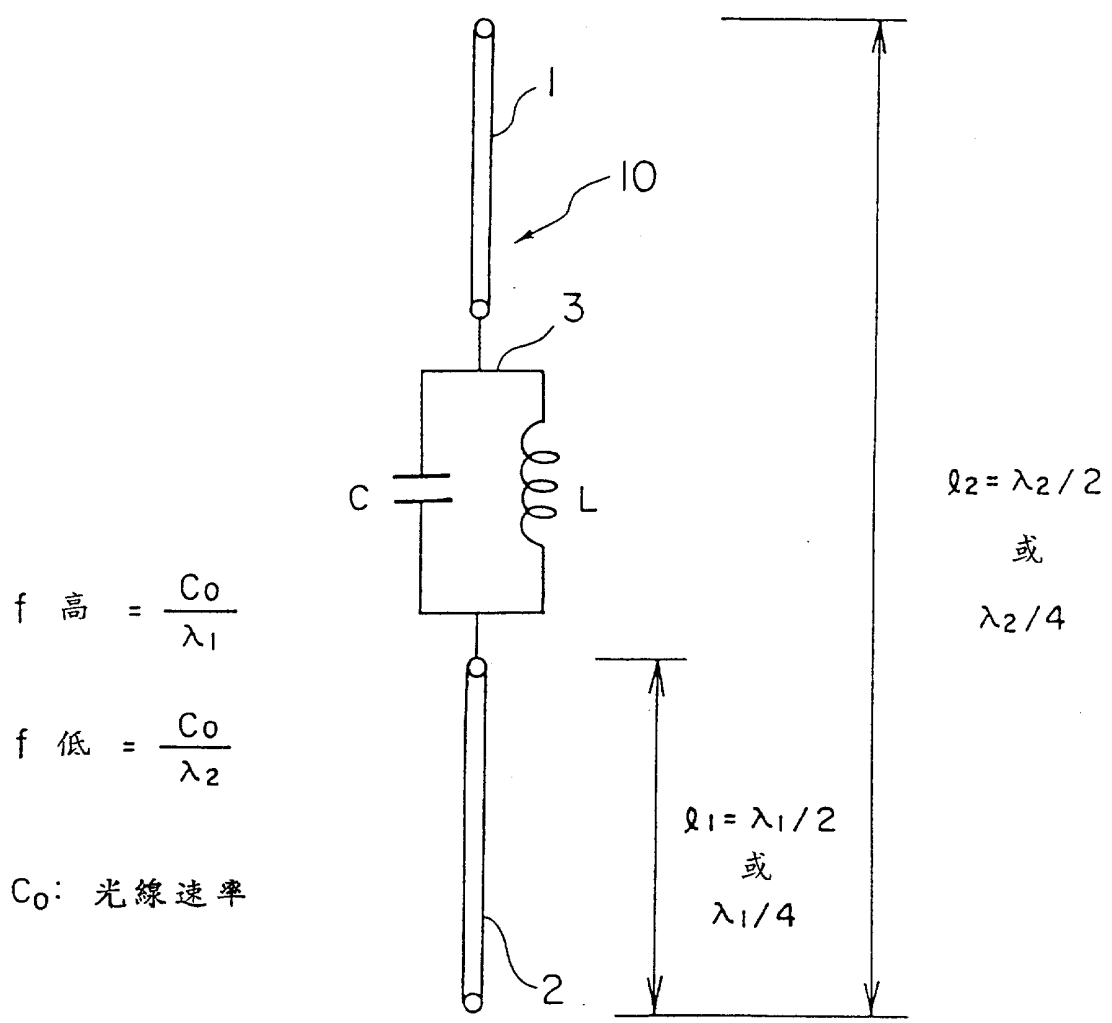 1
10
3
C
L
ℓ2=λ2/2
或
λ2/4
f 高 = Co/λ1
f 低 = Co/λ2
ℓ1=λ1/2
或
λ1/4
Co: 光線速率
2